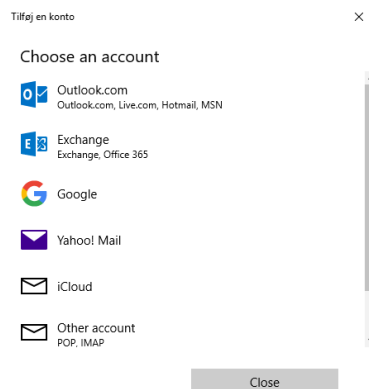 Tilføj en konto
Choose an account
Outlook.com
Outlook.com, Live.com, Hotmail, MSN
Exchange
Exchange, Office 365
Google
Yahoo! Mail
iCloud
Other account
POP, IMAP
Close